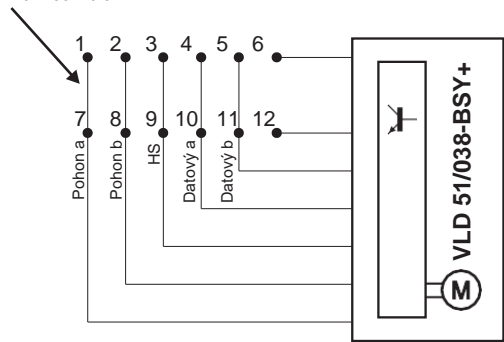 1 2 3 4 5 6
7 8 9 10 11 12
Pohon a
Pohon b
HS
Datový a
Datový b
VLD 51/038-BSY+
M